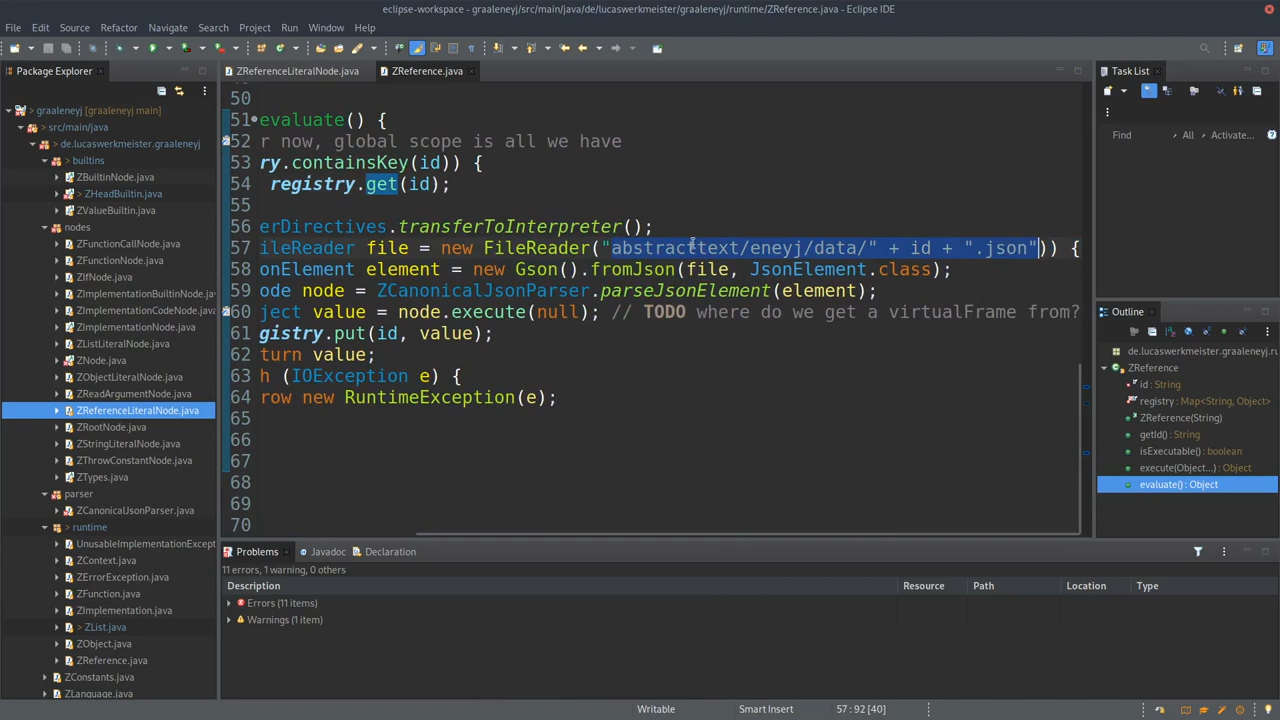 eclipse-workspace - graaleneyj/src/main/java/de/lucaswerkmeister/graaleneyj/runtime/ZReference.java - Eclipse IDE
File Edit Source Refactor Navigate Search Project Run Window Help
Package Explorer
graaleneyj [graaleneyj main]
src/main/java
de.lucaswerkmeister.graaleneyj
builtins
ZBuiltinNode.java
> ZHeadBuiltin.java
ZValueBuiltin.java
nodes
ZFunctionCallNode.java
ZFunctionNode.java
ZIfNode.java
ZImplementationBuiltinNode.java
ZImplementationCodeNode.java
ZImplementationNode.java
ZListLiteralNode.java
ZNode.java
ZObjectLiteralNode.java
ZReadArgumentNode.java
ZReferenceLiteralNode.java
ZRootNode.java
ZStringLiteralNode.java
ZThrowConstantNode.java
ZTypes.java
parser
ZCanonicalJsonParser.java
> runtime
UnusableImplementationExcept
ZContext.java
ZErrorException.java
ZFunction.java
ZImplementation.java
> ZList.java
ZObject.java
ZReference.java
ZConstants.java
ZLanguage.java
ZReferenceLiteralNode.java ZReference.java
50
51 evaluate() {
52 r now, global scope is all we have
53 ry.containsKey(id)) {
54 registry.get(id);
55
56 erDirectives.transferToInterpreter();
57 ileReader file = new FileReader("abstracttext/eneyj/data/" + id + ".json")) {
58 onElement element = new Gson().fromJson(file, JsonElement.class);
59 ode node = ZCanonicalJsonParser.parseJsonElement(element);
60 ject value = node.execute(null); // TODO where do we get a virtualFrame from?
61 gistry.put(id, value);
62 turn value;
63 h (IOException e) {
64 row new RuntimeException(e);
65
66
67
68
69
70
Problems Javadoc Declaration
11 errors, 1 warning, 0 others
Description Resource Path Location Type
Errors (11 items)
Warnings (1 item)
Task List
Find All Activate...
Outline
de.lucaswerkmeister.graaleneyj.ru
ZReference
id : String
registry : Map<String, Object>
ZReference(String)
getId() : String
isExecutable() : boolean
execute(Object...) : Object
evaluate() : Object
Writable Smart Insert 57 : 92 [40]